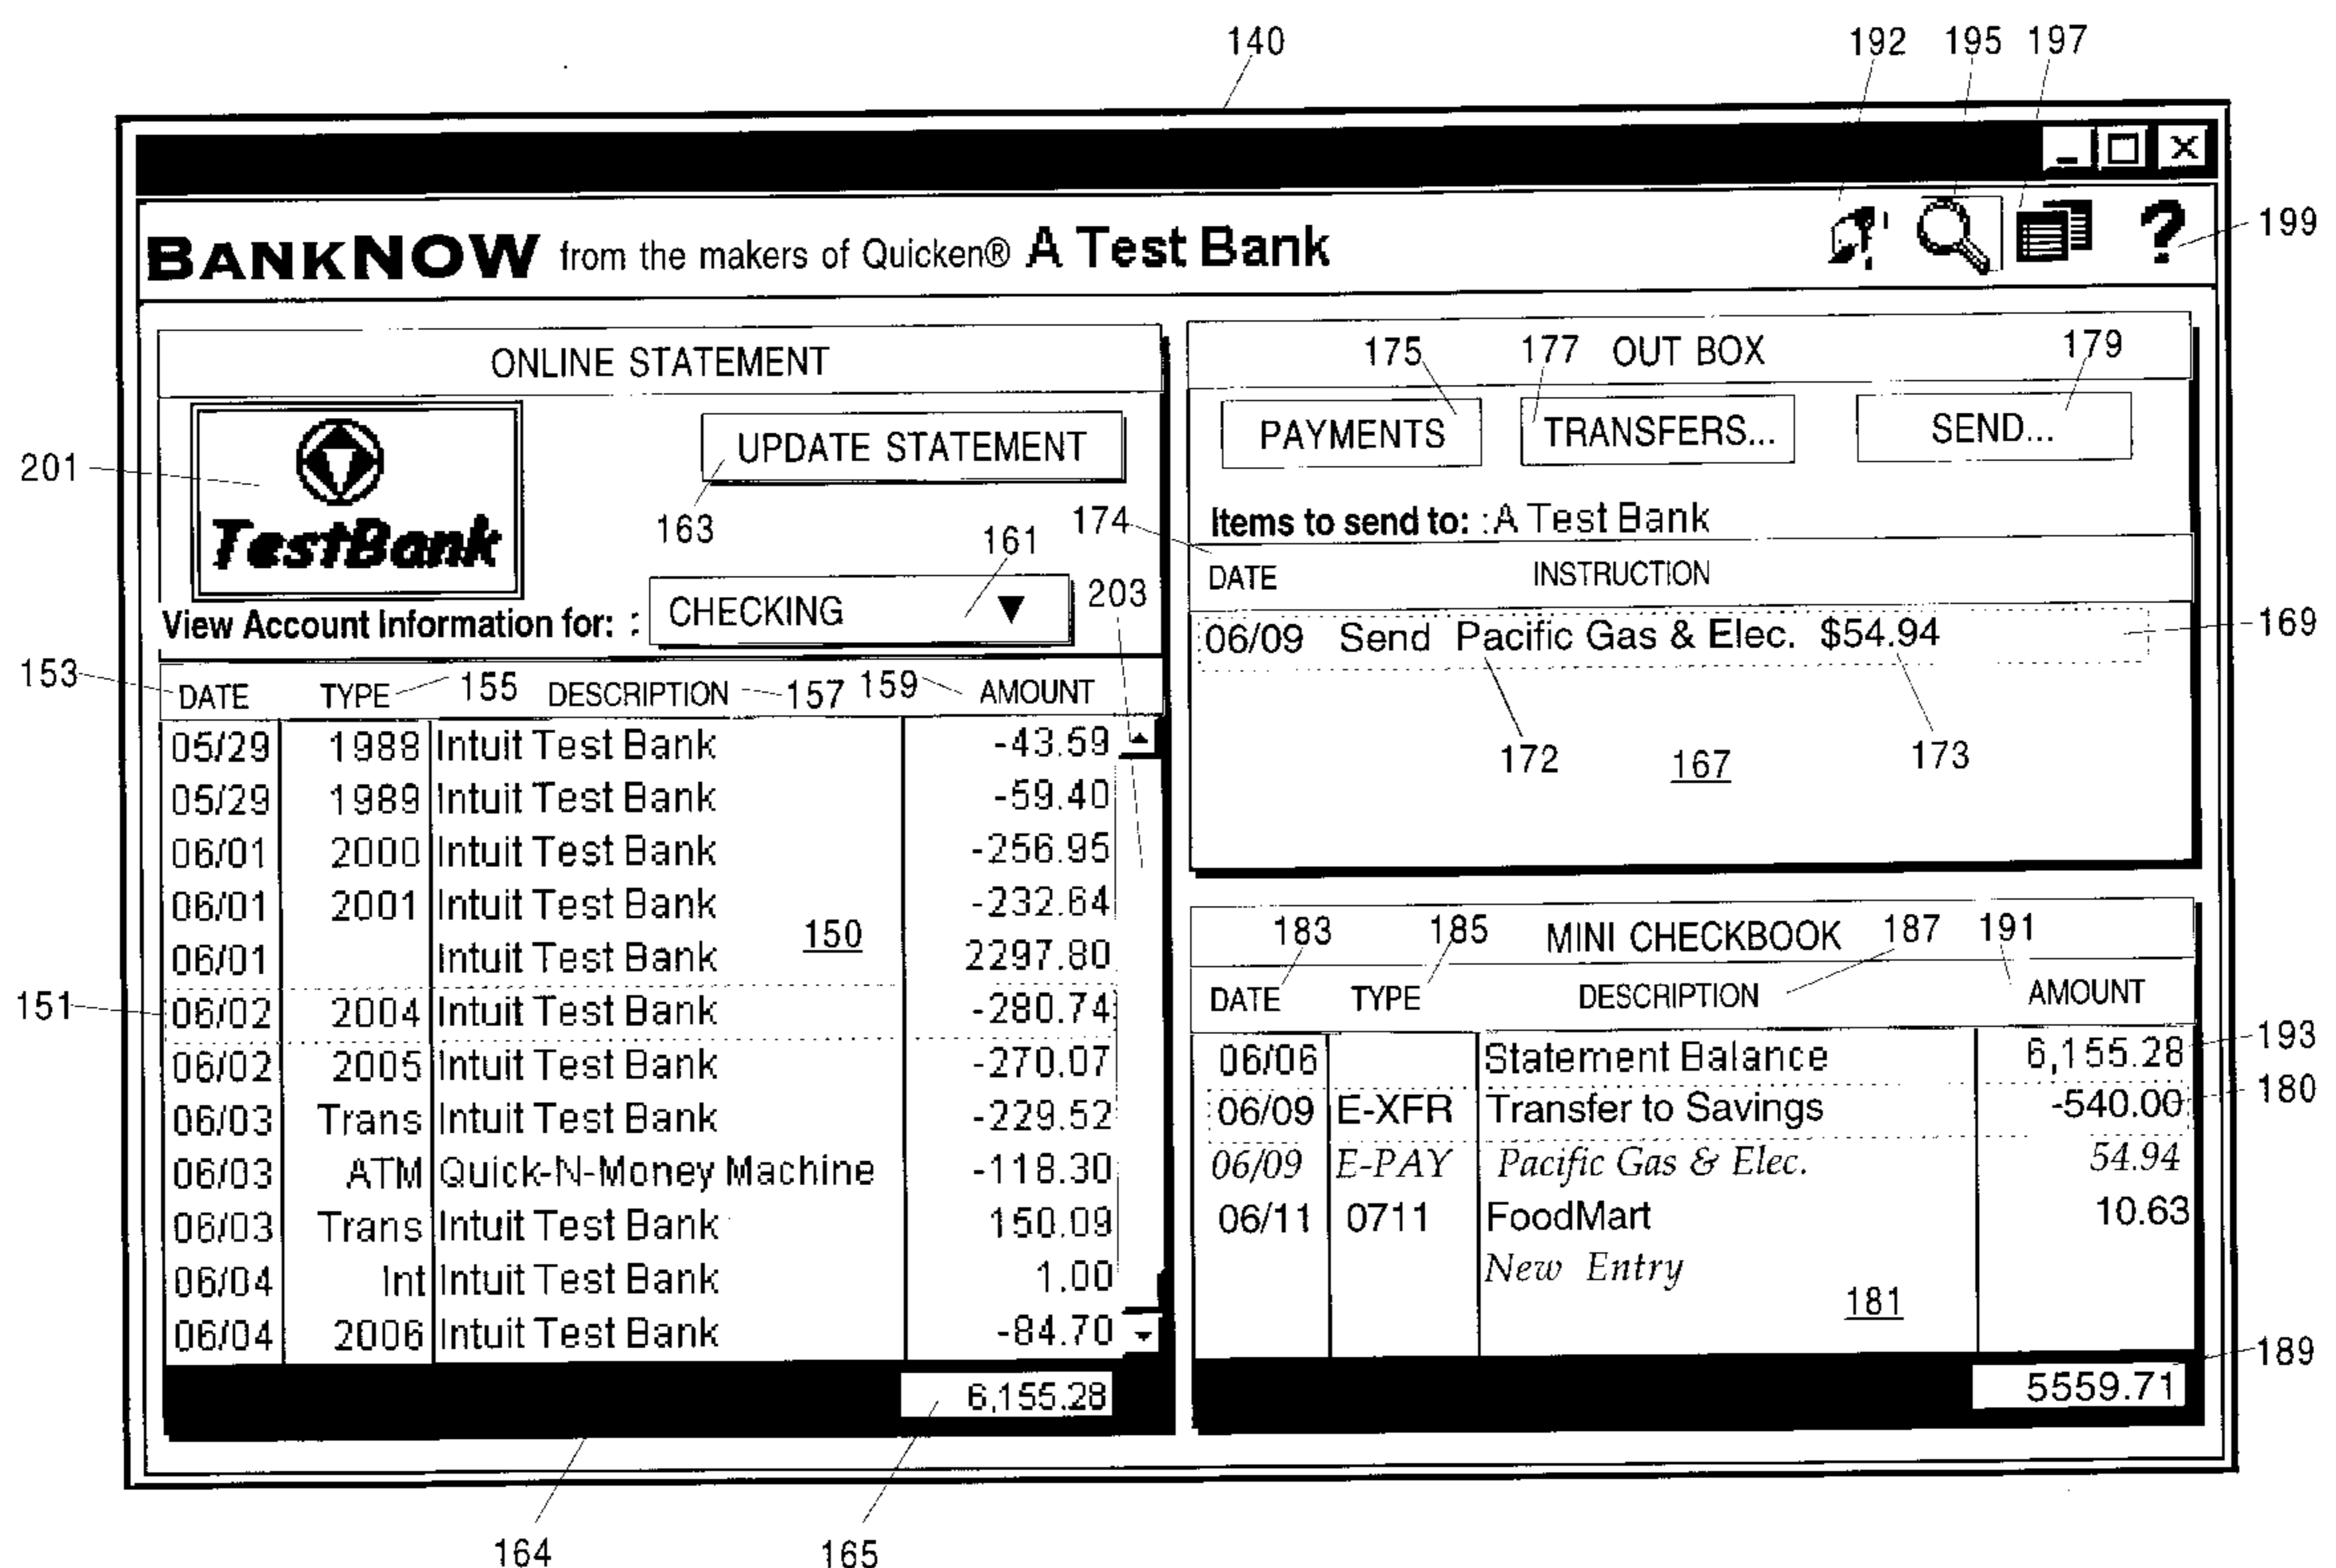 140 192 195 197
BANKNOW from the makers of Quicken® A Test Bank ? 199
ONLINE STATEMENT
201
TestBank
UPDATE STATEMENT
163
161
View Account Information for: : CHECKING ▼ 203
153 DATE TYPE 155 DESCRIPTION 157 159 AMOUNT
05/29 1988 Intuit Test Bank -43.59
05/29 1989 Intuit Test Bank -59.40
06/01 2000 Intuit Test Bank -256.95
06/01 2001 Intuit Test Bank -232.64
150
06/01 Intuit Test Bank 2297.80
151 06/02 2004 Intuit Test Bank -280.74
06/02 2005 Intuit Test Bank -270.07
06/03 Trans Intuit Test Bank -229.52
06/03 ATM Quick-N-Money Machine -118.30
06/03 Trans Intuit Test Bank 150.09
06/04 Int Intuit Test Bank 1.00
06/04 2006 Intuit Test Bank -84.70
6,155.28
164 165
175 177 OUT BOX 179
PAYMENTS TRANSFERS... SEND...
174 Items to send to: :A Test Bank
DATE INSTRUCTION
06/09 Send Pacific Gas & Elec. $54.94 169
172 167 173
183 185 MINI CHECKBOOK 187 191
DATE TYPE DESCRIPTION AMOUNT
06/06 Statement Balance 6,155.28 193
06/09 E-XFR Transfer to Savings -540.00 180
06/09 E-PAY Pacific Gas & Elec. 54.94
06/11 0711 FoodMart 10.63
New Entry
181
5559.71 189